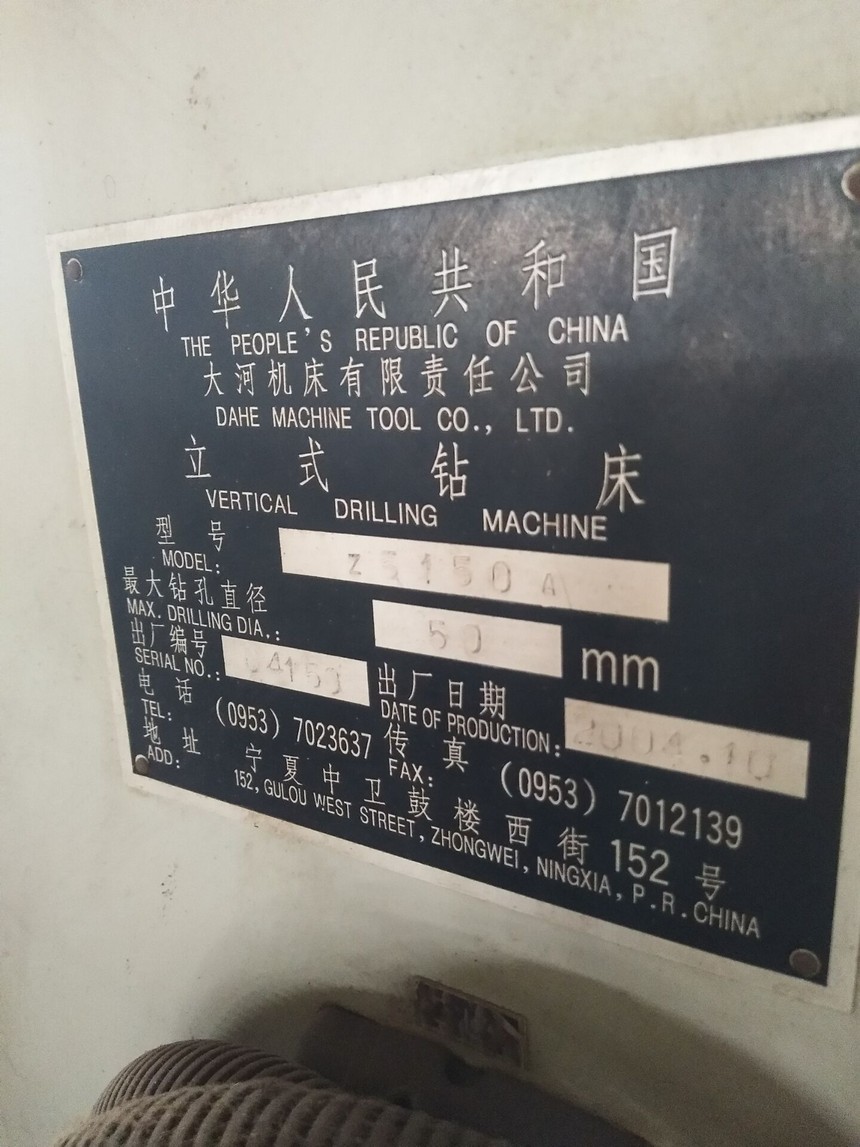 中华人民共和国
THE PEOPLE'S REPUBLIC OF CHINA
大河机床有限责任公司
DAHE MACHINE TOOL CO., LTD.
立式钻床
VERTICAL DRILLING MACHINE
型号
MODEL: Z5150A
最大钻孔直径
MAX. DRILLING DIA.: 50 mm
出厂编号
SERIAL NO.:
出厂日期
DATE OF PRODUCTION: 2004.10
电话
TEL: (0953) 7023637
传真
FAX: (0953) 7012139
地址 宁夏中卫鼓楼西街152号
ADD: 152, GULOU WEST STREET, ZHONGWEI, NINGXIA, P.R.CHINA